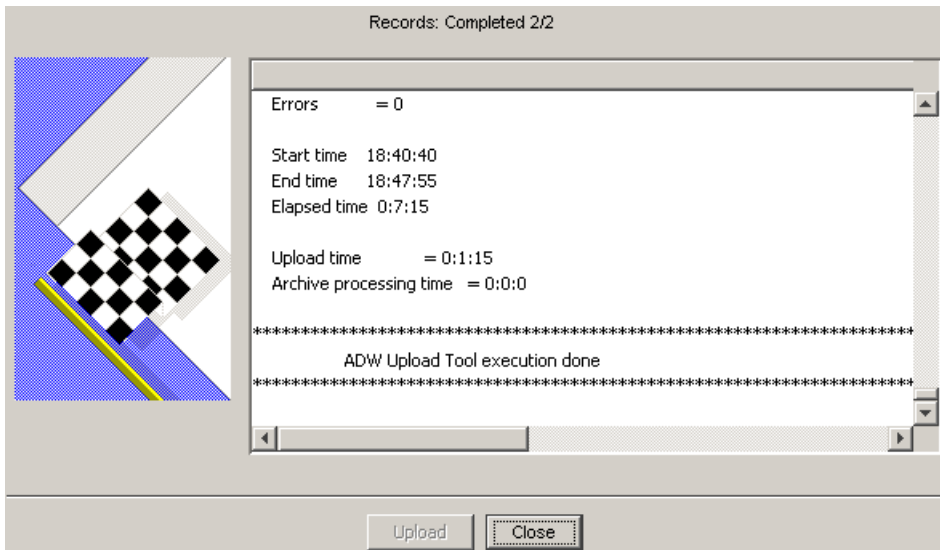 Records: Completed 2/2
Errors = 0
Start time 18:40:40
End time 18:47:55
Elapsed time 0:7:15
Upload time = 0:1:15
Archive processing time = 0:0:0
**********************************************************************
ADW Upload Tool execution done
**********************************************************************
Upload Close